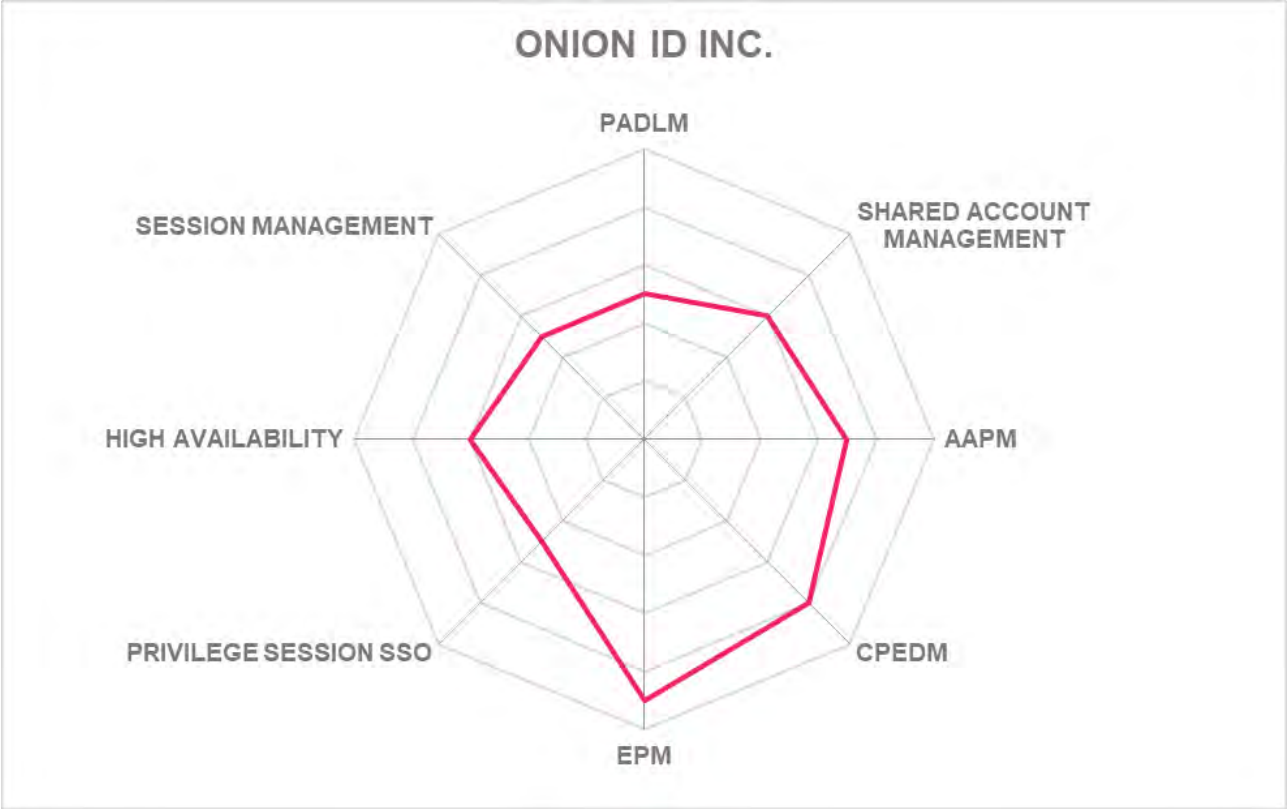 ONION ID INC.
PADLM
SESSION MANAGEMENT
SHARED ACCOUNT
MANAGEMENT
HIGH AVAILABILITY
AAPM
PRIVILEGE SESSION SSO
CPEDM
EPM